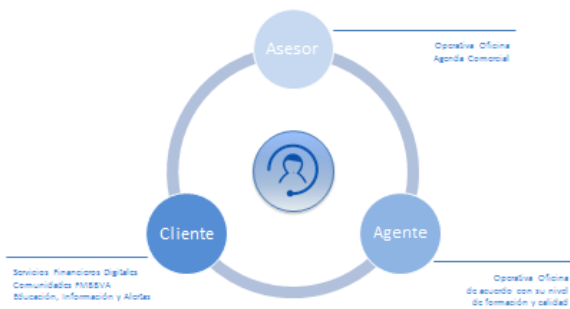 Asesor
Operativa Oficina
Agenda Comercial
Cliente
Agente
Servicios Financieros Digitales
Comunidades FMBBVA
Educación, Información y Alertas
Operativa Oficina
de acuerdo con su nivel
de formación y calidad